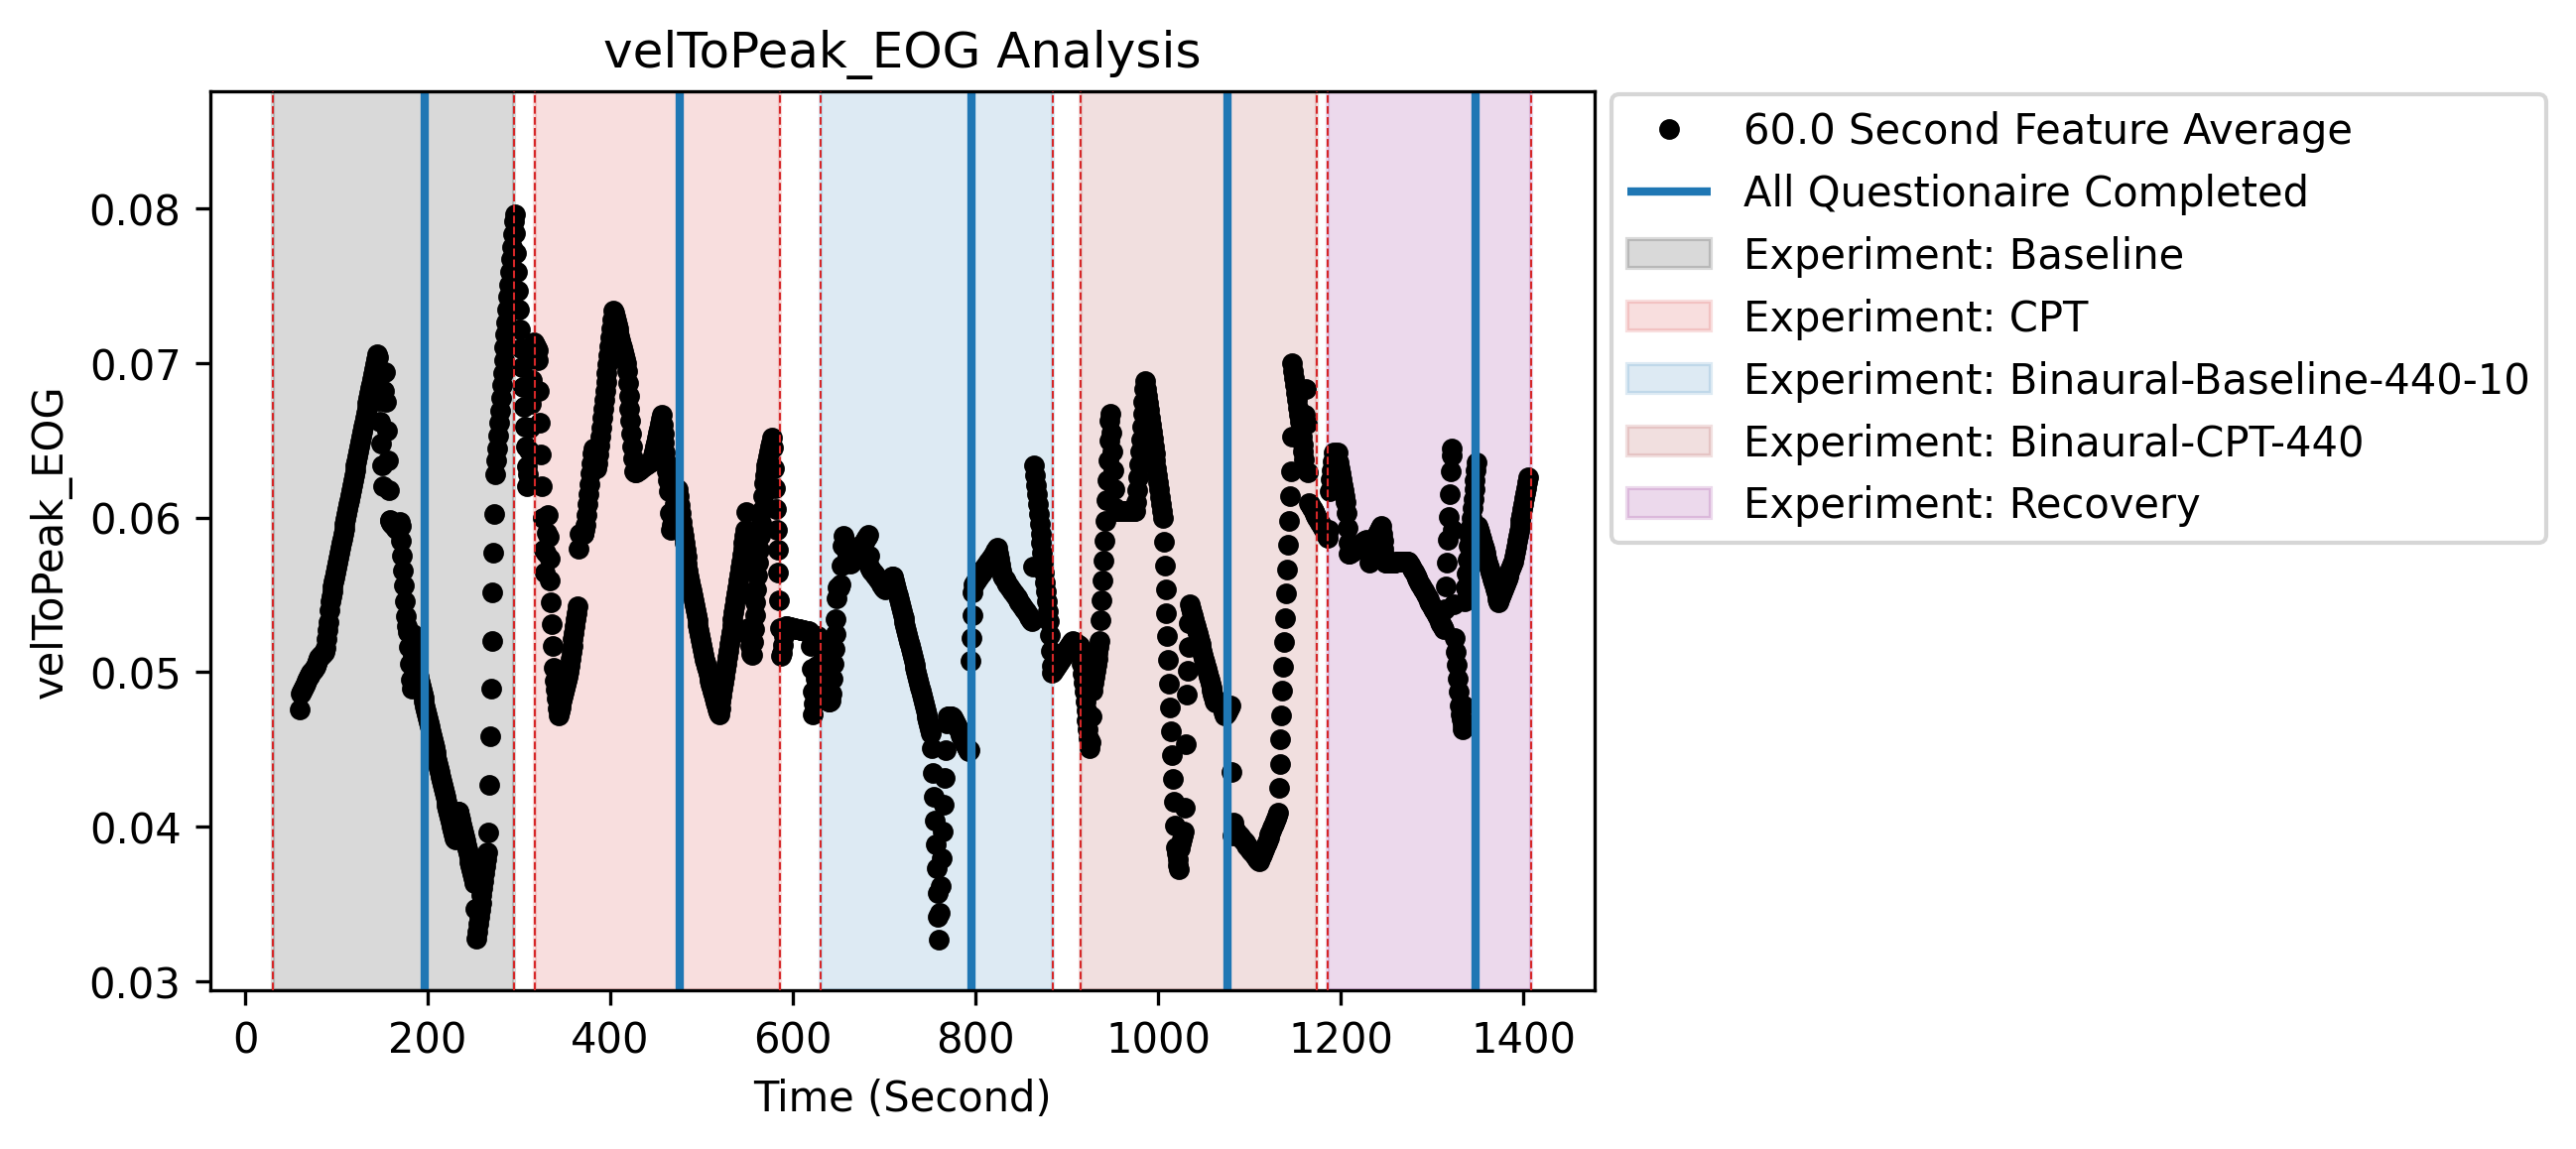 velToPeak_EOG Analysis
velToPeak_EOG
0.08
0.07
0.06
0.05
0.04
0.03
0 200 400 600 800 1000 1200 1400
Time (Second)
60.0 Second Feature Average
All Questionaire Completed
Experiment: Baseline
Experiment: CPT
Experiment: Binaural-Baseline-440-10
Experiment: Binaural-CPT-440
Experiment: Recovery